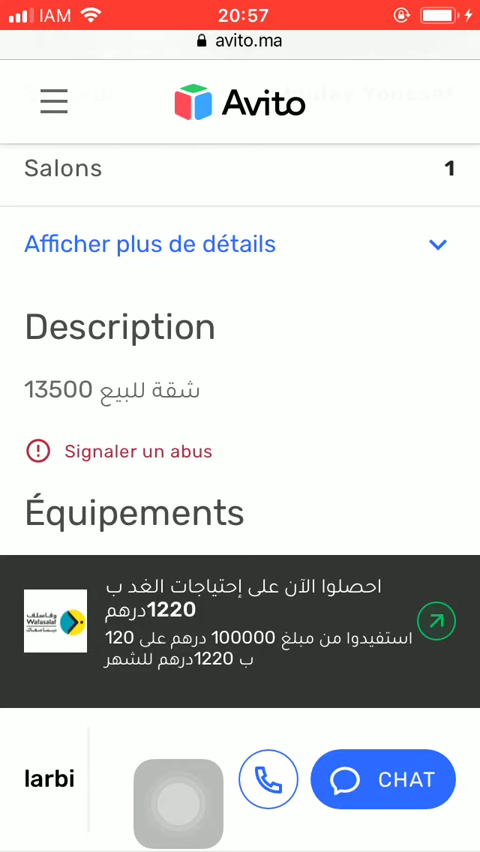 IAM 20:57
avito.ma
Avito
Salons 1
Afficher plus de détails
Description
شقة للبيع 13500
Signaler un abus
Équipements
احصلوا الآن على إحتياجات الغد ب
1220درهم
استفيدوا من مبلغ 100000 درهم على 120
ب 1220درهم للشهر
وفاسلف
Wafasalaf
larbi
CHAT